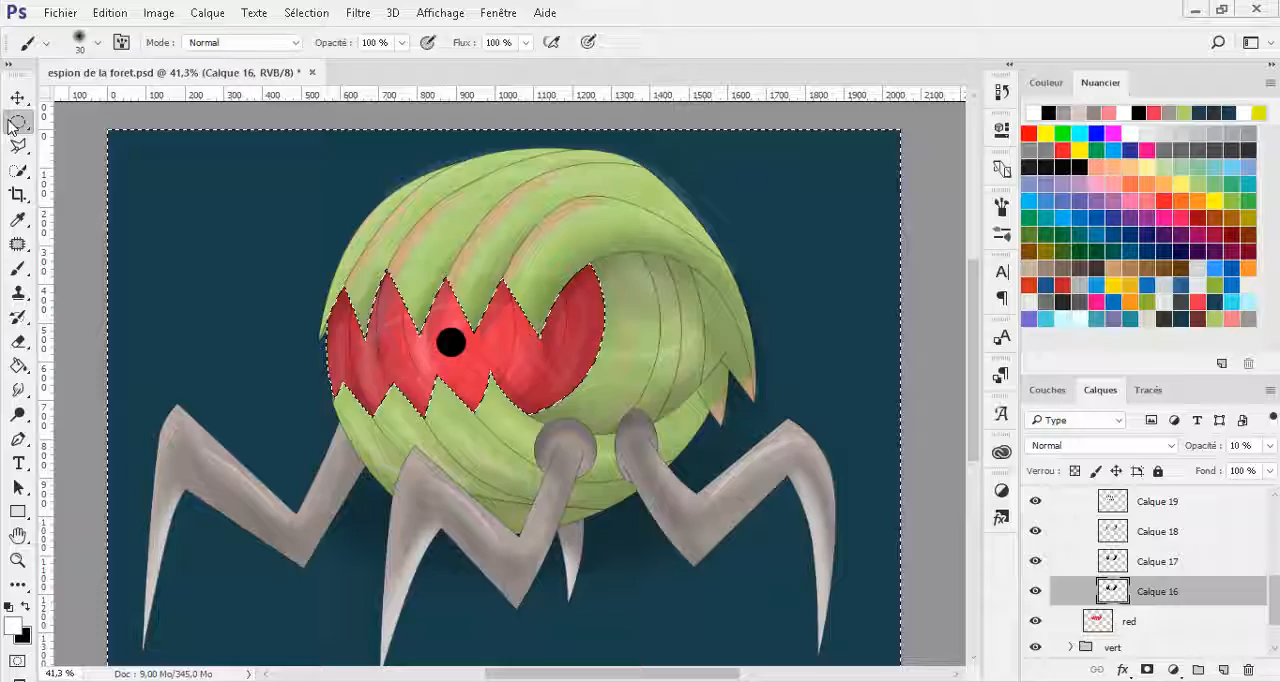 Ps Fichier Edition Image Calque Texte Sélection Filtre 3D Affichage Fenêtre Aide
30 Mode : Normal Opacité : 100 % Flux : 100 %
espion de la foret.psd @ 41,3% (Calque 16, RVB/8) *
100 0 100 200 300 400 500 600 700 800 900 1000 1100 1200 1300 1400 1500 1600 1700 1800 1900 2000 2100
Couleur Nuancier
Couches Calques Tracés
Type
Normal Opacité : 10 %
Verrou : Fond : 100 %
Calque 19
Calque 18
Calque 17
Calque 16
red
vert
fx
41,3 % Doc : 9,00 Mo/345,0 Mo